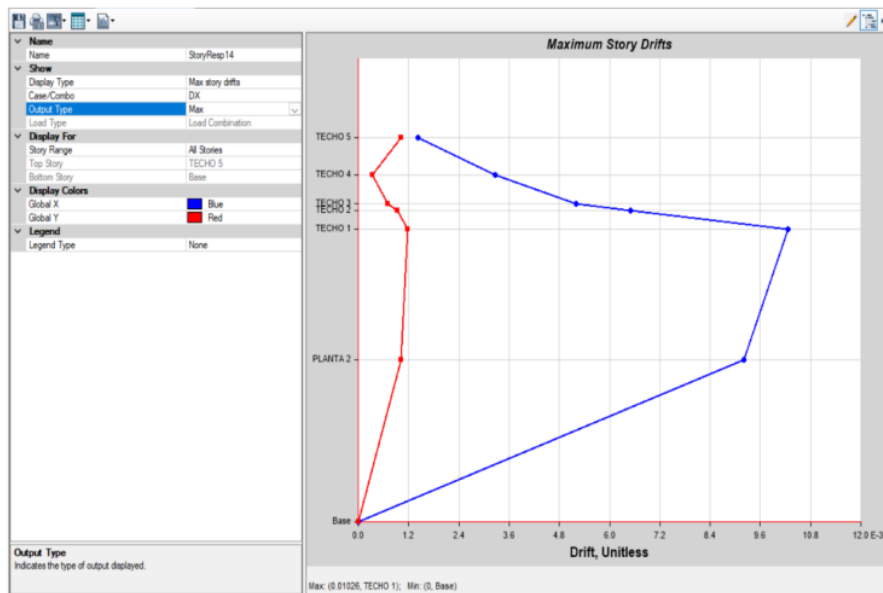 Name
Name StoryResp14
Show
Display Type Max story drifts
Case/Combo DX
Output Type Max
Load Type Load Combination
Display For
Story Range All Stories
Top Story TECHO 5
Bottom Story Base
Display Colors
Global X Blue
Global Y Red
Legend
Legend Type None
Output Type
Indicates the type of output displayed.
Maximum Story Drifts
TECHO 5
TECHO 4
TECHO 3
TECHO 2
TECHO 1
PLANTA 2
Base
0.0 1.2 2.4 3.6 4.8 6.0 7.2 8.4 9.6 10.8 12.0 E-3
Drift, Unitless
Max: (0.01026, TECHO 1); Min: (0, Base)